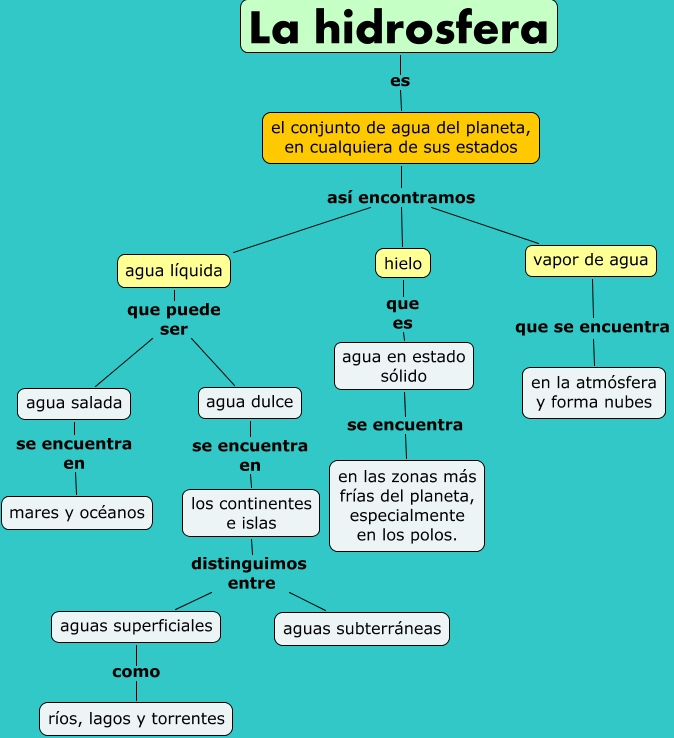 La hidrosfera
es
el conjunto de agua del planeta,
en cualquiera de sus estados
así encontramos
agua líquida
hielo
vapor de agua
que puede
ser
que
es
que se encuentra
agua en estado
sólido
en la atmósfera
y forma nubes
agua salada
agua dulce
se encuentra
se encuentra
en
se encuentra
en
en las zonas más
frías del planeta,
especialmente
en los polos.
mares y océanos
los continentes
e islas
distinguimos
entre
aguas superficiales
aguas subterráneas
como
ríos, lagos y torrentes